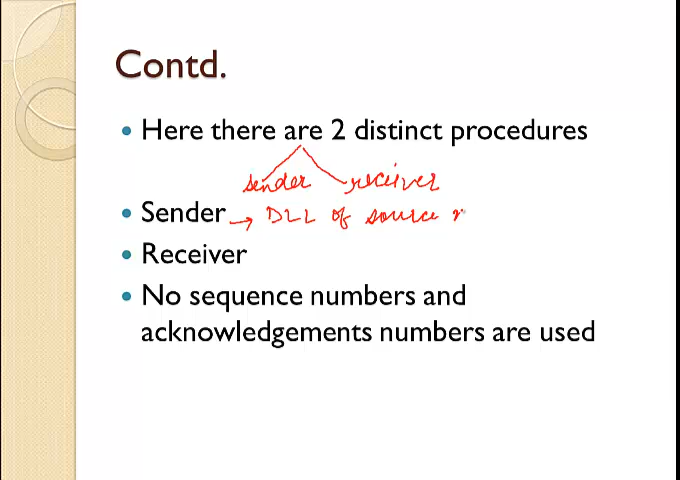 Contd.
Here there are 2 distinct procedures
sender receiver
Sender → DLL of source
Receiver
No sequence numbers and
acknowledgements numbers are used